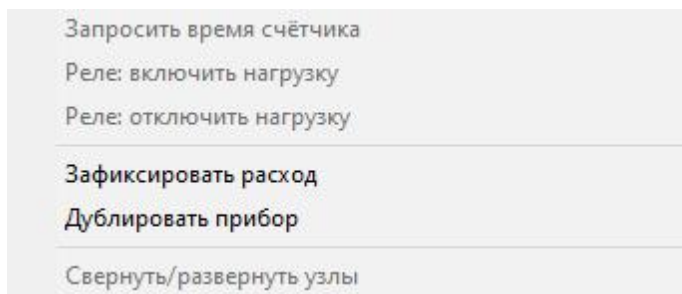 Запросить время счётчика
Реле: включить нагрузку
Реле: отключить нагрузку
Зафиксировать расход
Дублировать прибор
Свернуть/развернуть узлы